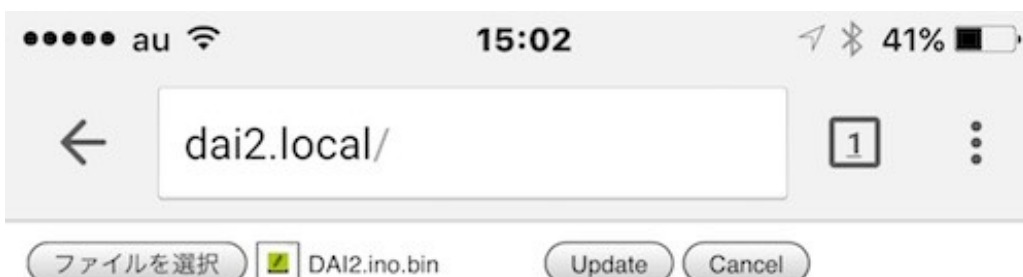 au 15:02 41%
dai2.local/ 1
ファイルを選択 DAI2.ino.bin Update Cancel